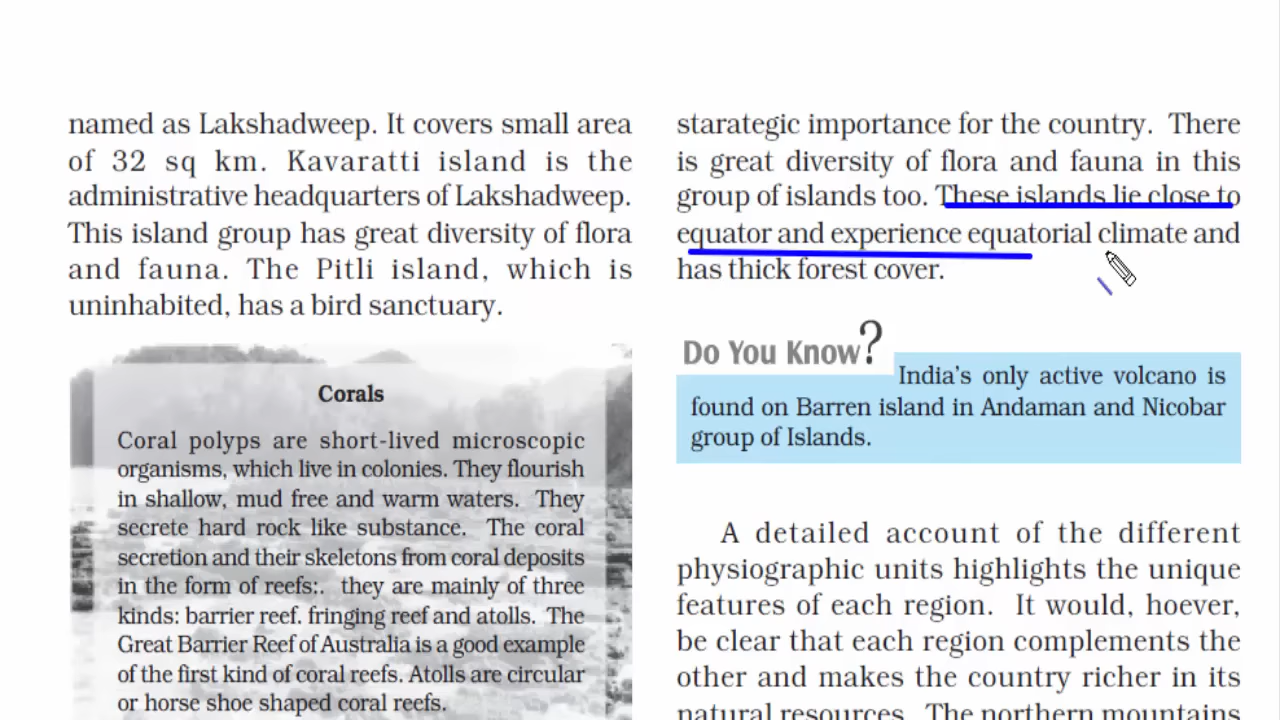 named as Lakshadweep. It covers small area
of 32 sq km. Kavaratti island is the
administrative headquarters of Lakshadweep.
This island group has great diversity of flora
and fauna. The Pitli island, which is
uninhabited, has a bird sanctuary.
Corals
Coral polyps are short-lived microscopic
organisms, which live in colonies. They flourish
in shallow, mud free and warm waters. They
secrete hard rock like substance. The coral
secretion and their skeletons from coral deposits
in the form of reefs:. they are mainly of three
kinds: barrier reef. fringing reef and atolls. The
Great Barrier Reef of Australia is a good example
of the first kind of coral reefs. Atolls are circular
or horse shoe shaped coral reefs.
starategic importance for the country. There
is great diversity of flora and fauna in this
group of islands too. These islands lie close to
equator and experience equatorial climate and
has thick forest cover.
Do You Know?
India's only active volcano is
found on Barren island in Andaman and Nicobar
group of Islands.
A detailed account of the different
physiographic units highlights the unique
features of each region. It would, hoever,
be clear that each region complements the
other and makes the country richer in its
natural resources. The northern mountains